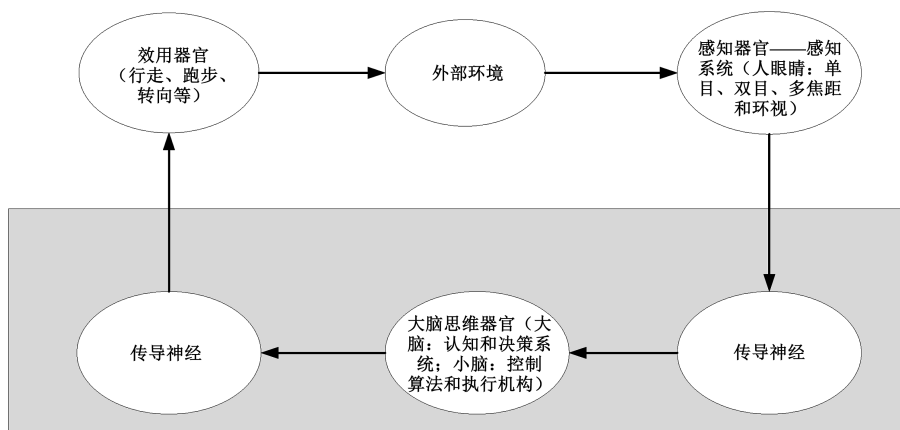 效用器官
（行走、跑步、
转向等）
外部环境
感知器官——感知
系统（人眼睛：单
目、双目、多焦距
和环视）
传导神经
大脑思维器官（大
脑：认知和决策系
统；小脑：控制
算法和执行机构）
传导神经